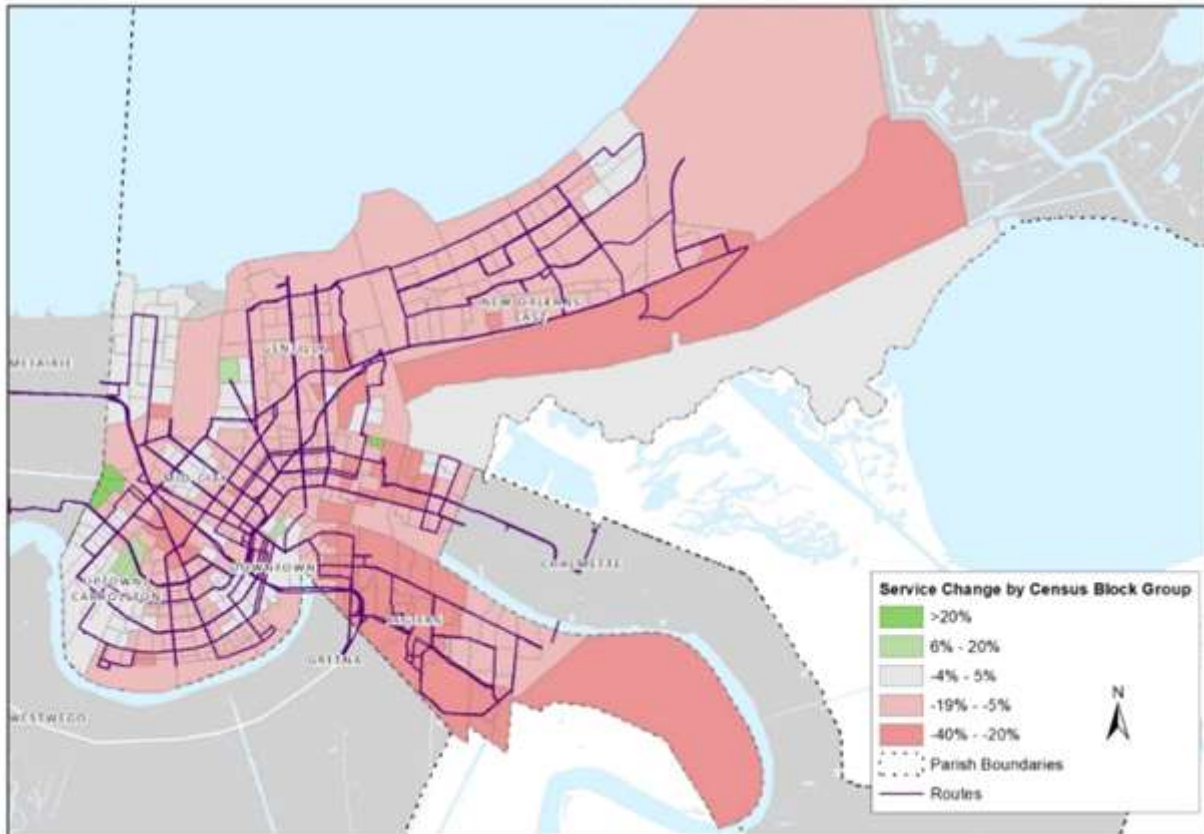 NEW ORLEANS
EAST
GENTILLY
METAIRIE
MID-CITY
DOWNTOWN
CHALMETTE
UPTOWN/
CARROLLTON
ALGIERS
GRETNA
WESTWEGO
Service Change by Census Block Group
>20%
6% - 20%
-4% - 5%
-19% - -5%
-40% - -20%
Parish Boundaries
Routes
N